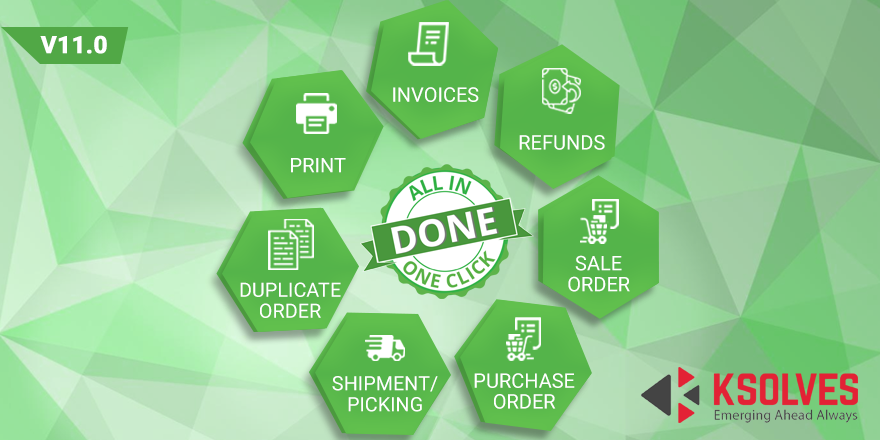 V11.0
INVOICES
REFUNDS
PRINT
ALL IN
DONE
ONE CLICK
SALE
ORDER
DUPLICATE
ORDER
SHIPMENT/
PICKING
PURCHASE
ORDER
KSOLVES
Emerging Ahead Always